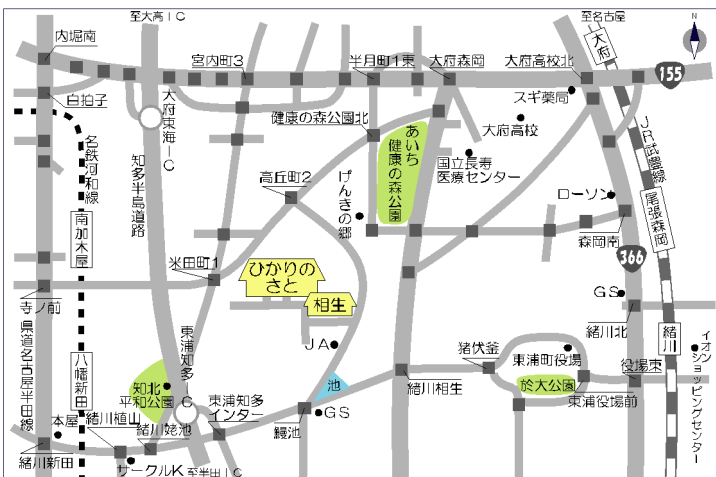 至大高IC
至名古屋
N
内堀南
宮内町3
半月町1東
大府森岡
大府高校北
大府
155
白拍子
スギ薬局
大府東海IC
健康の森公園北
大府高校
名鉄河和線
知多半島道路
あいち
健康の森公園
国立長寿
医療センター
JR武豊線
高丘町2
げんきの郷
ローソン
尾張森岡
南加木屋
森岡南
米田町1
ひかりの
さと
366
相生
GS
寺ノ前
緒川北
県道名古屋半田線
八幡新田
東浦知多IC
JA
猪伏釜
東浦町役場
緒川
イオン
ショッピングセンター
知北
平和公園
池
緒川相生
於大公園
役場東
東浦知多
インター
東浦役場前
本屋
緒川植山
緒川姥池
鰻池
GS
緒川新田
サークルK
至半田IC